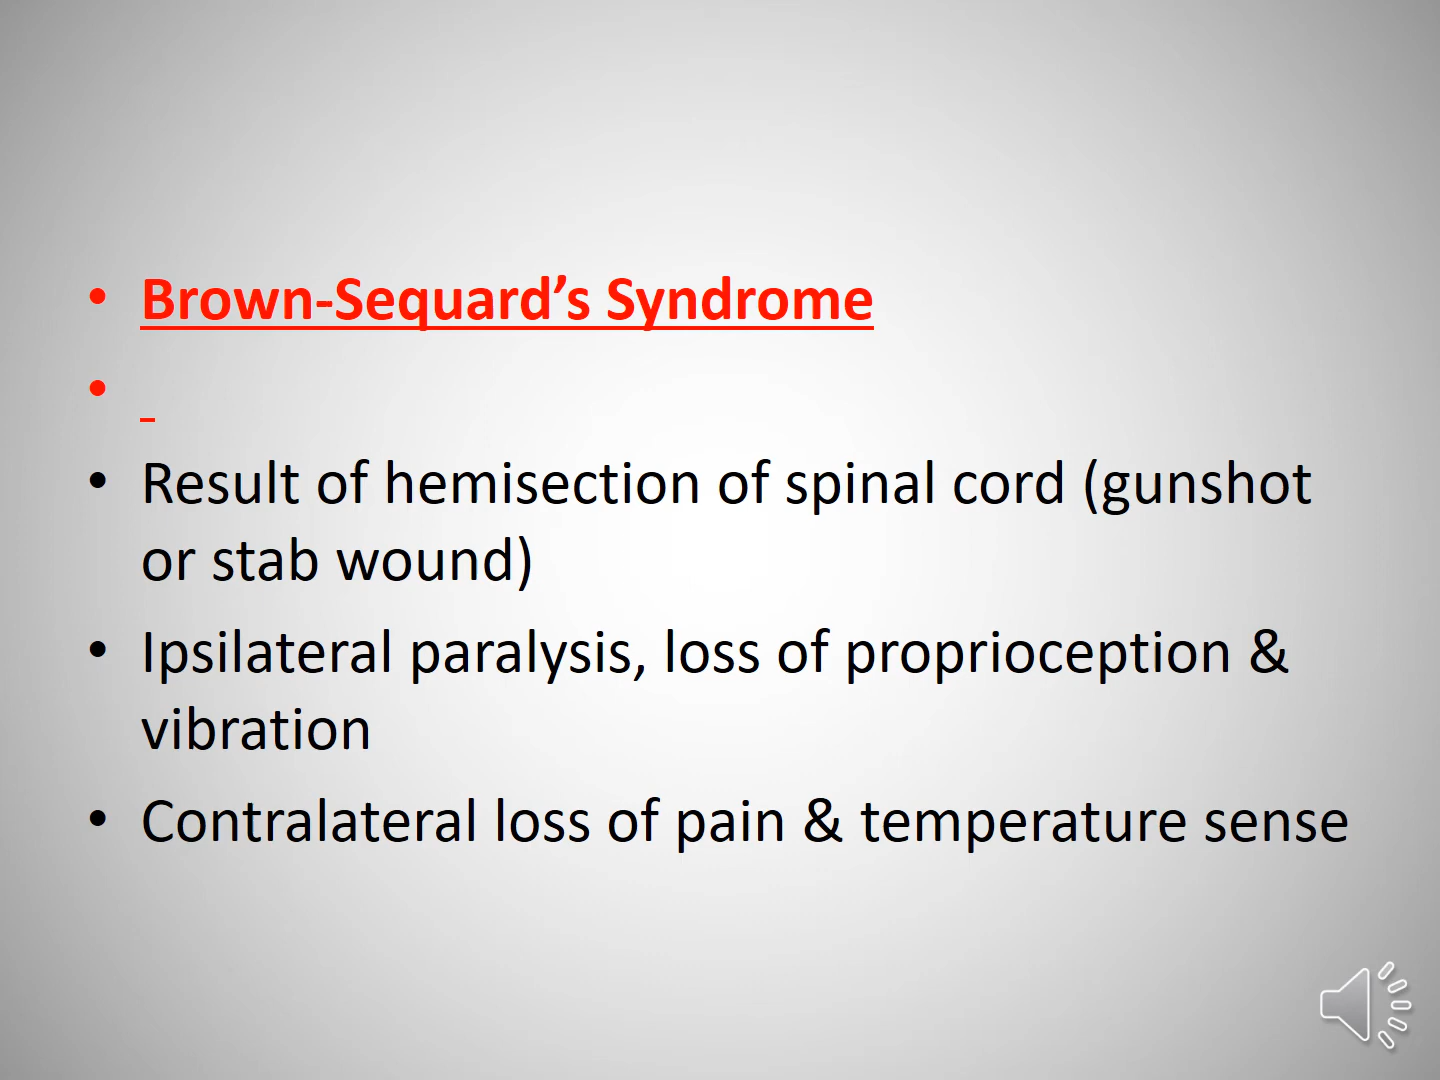 • Brown-Sequard’s Syndrome
•
• Result of hemisection of spinal cord (gunshot
or stab wound)
• Ipsilateral paralysis, loss of proprioception &
vibration
• Contralateral loss of pain & temperature sense